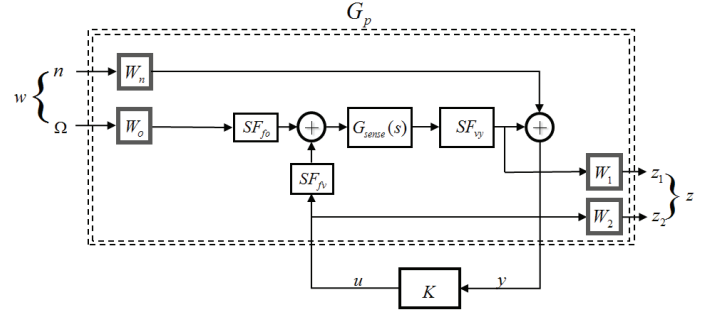 G_p
n
W_n
w
Ω
W_o
SF_fo
+
G_sense(s)
SF_vy
+
SF_fv
W_1
z_1
z
W_2
z_2
u
K
y